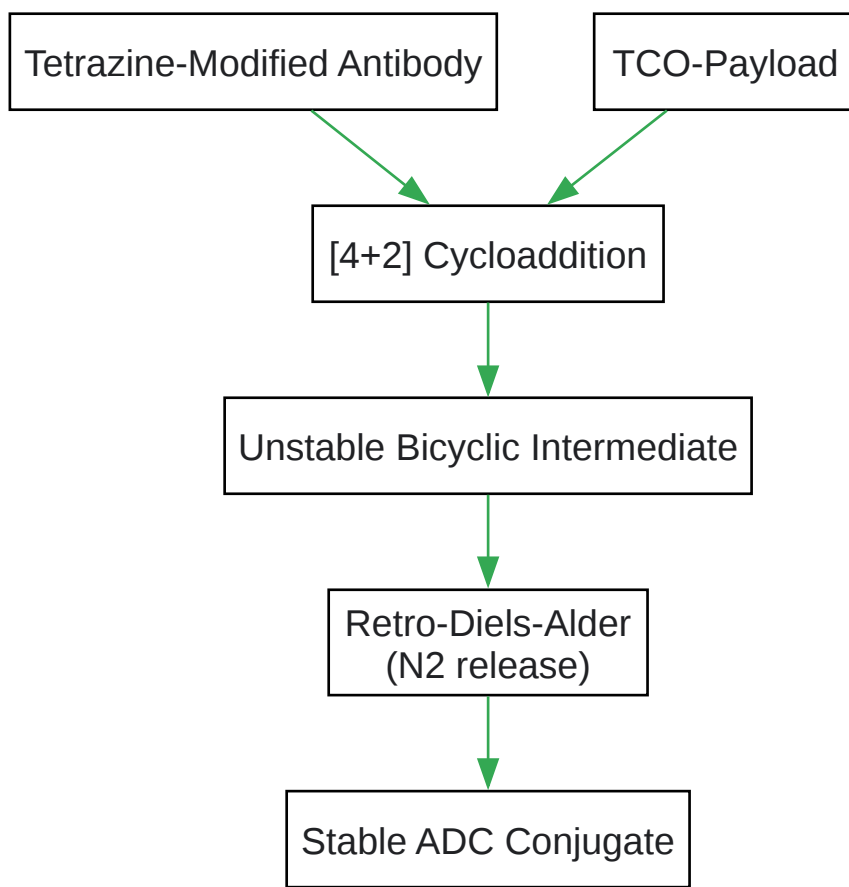 Tetrazine-Modified Antibody
TCO-Payload
[4+2] Cycloaddition
Unstable Bicyclic Intermediate
Retro-Diels-Alder
(N2 release)
Stable ADC Conjugate